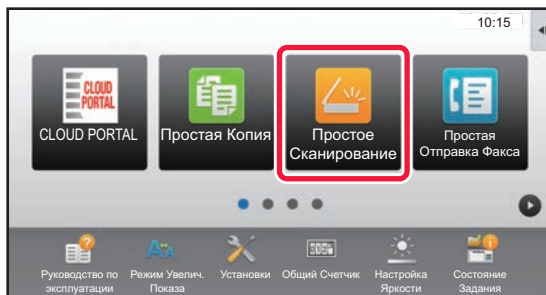 10:15
CLOUD
PORTAL
CLOUD PORTAL
Простая Копия
Простое
Сканирование
Простая
Отправка Факса
Руководство по
эксплуатации
Режим Увелич.
Показа
Установки
Общий Счетчик
Настройка
Яркости
Состояние
Задания